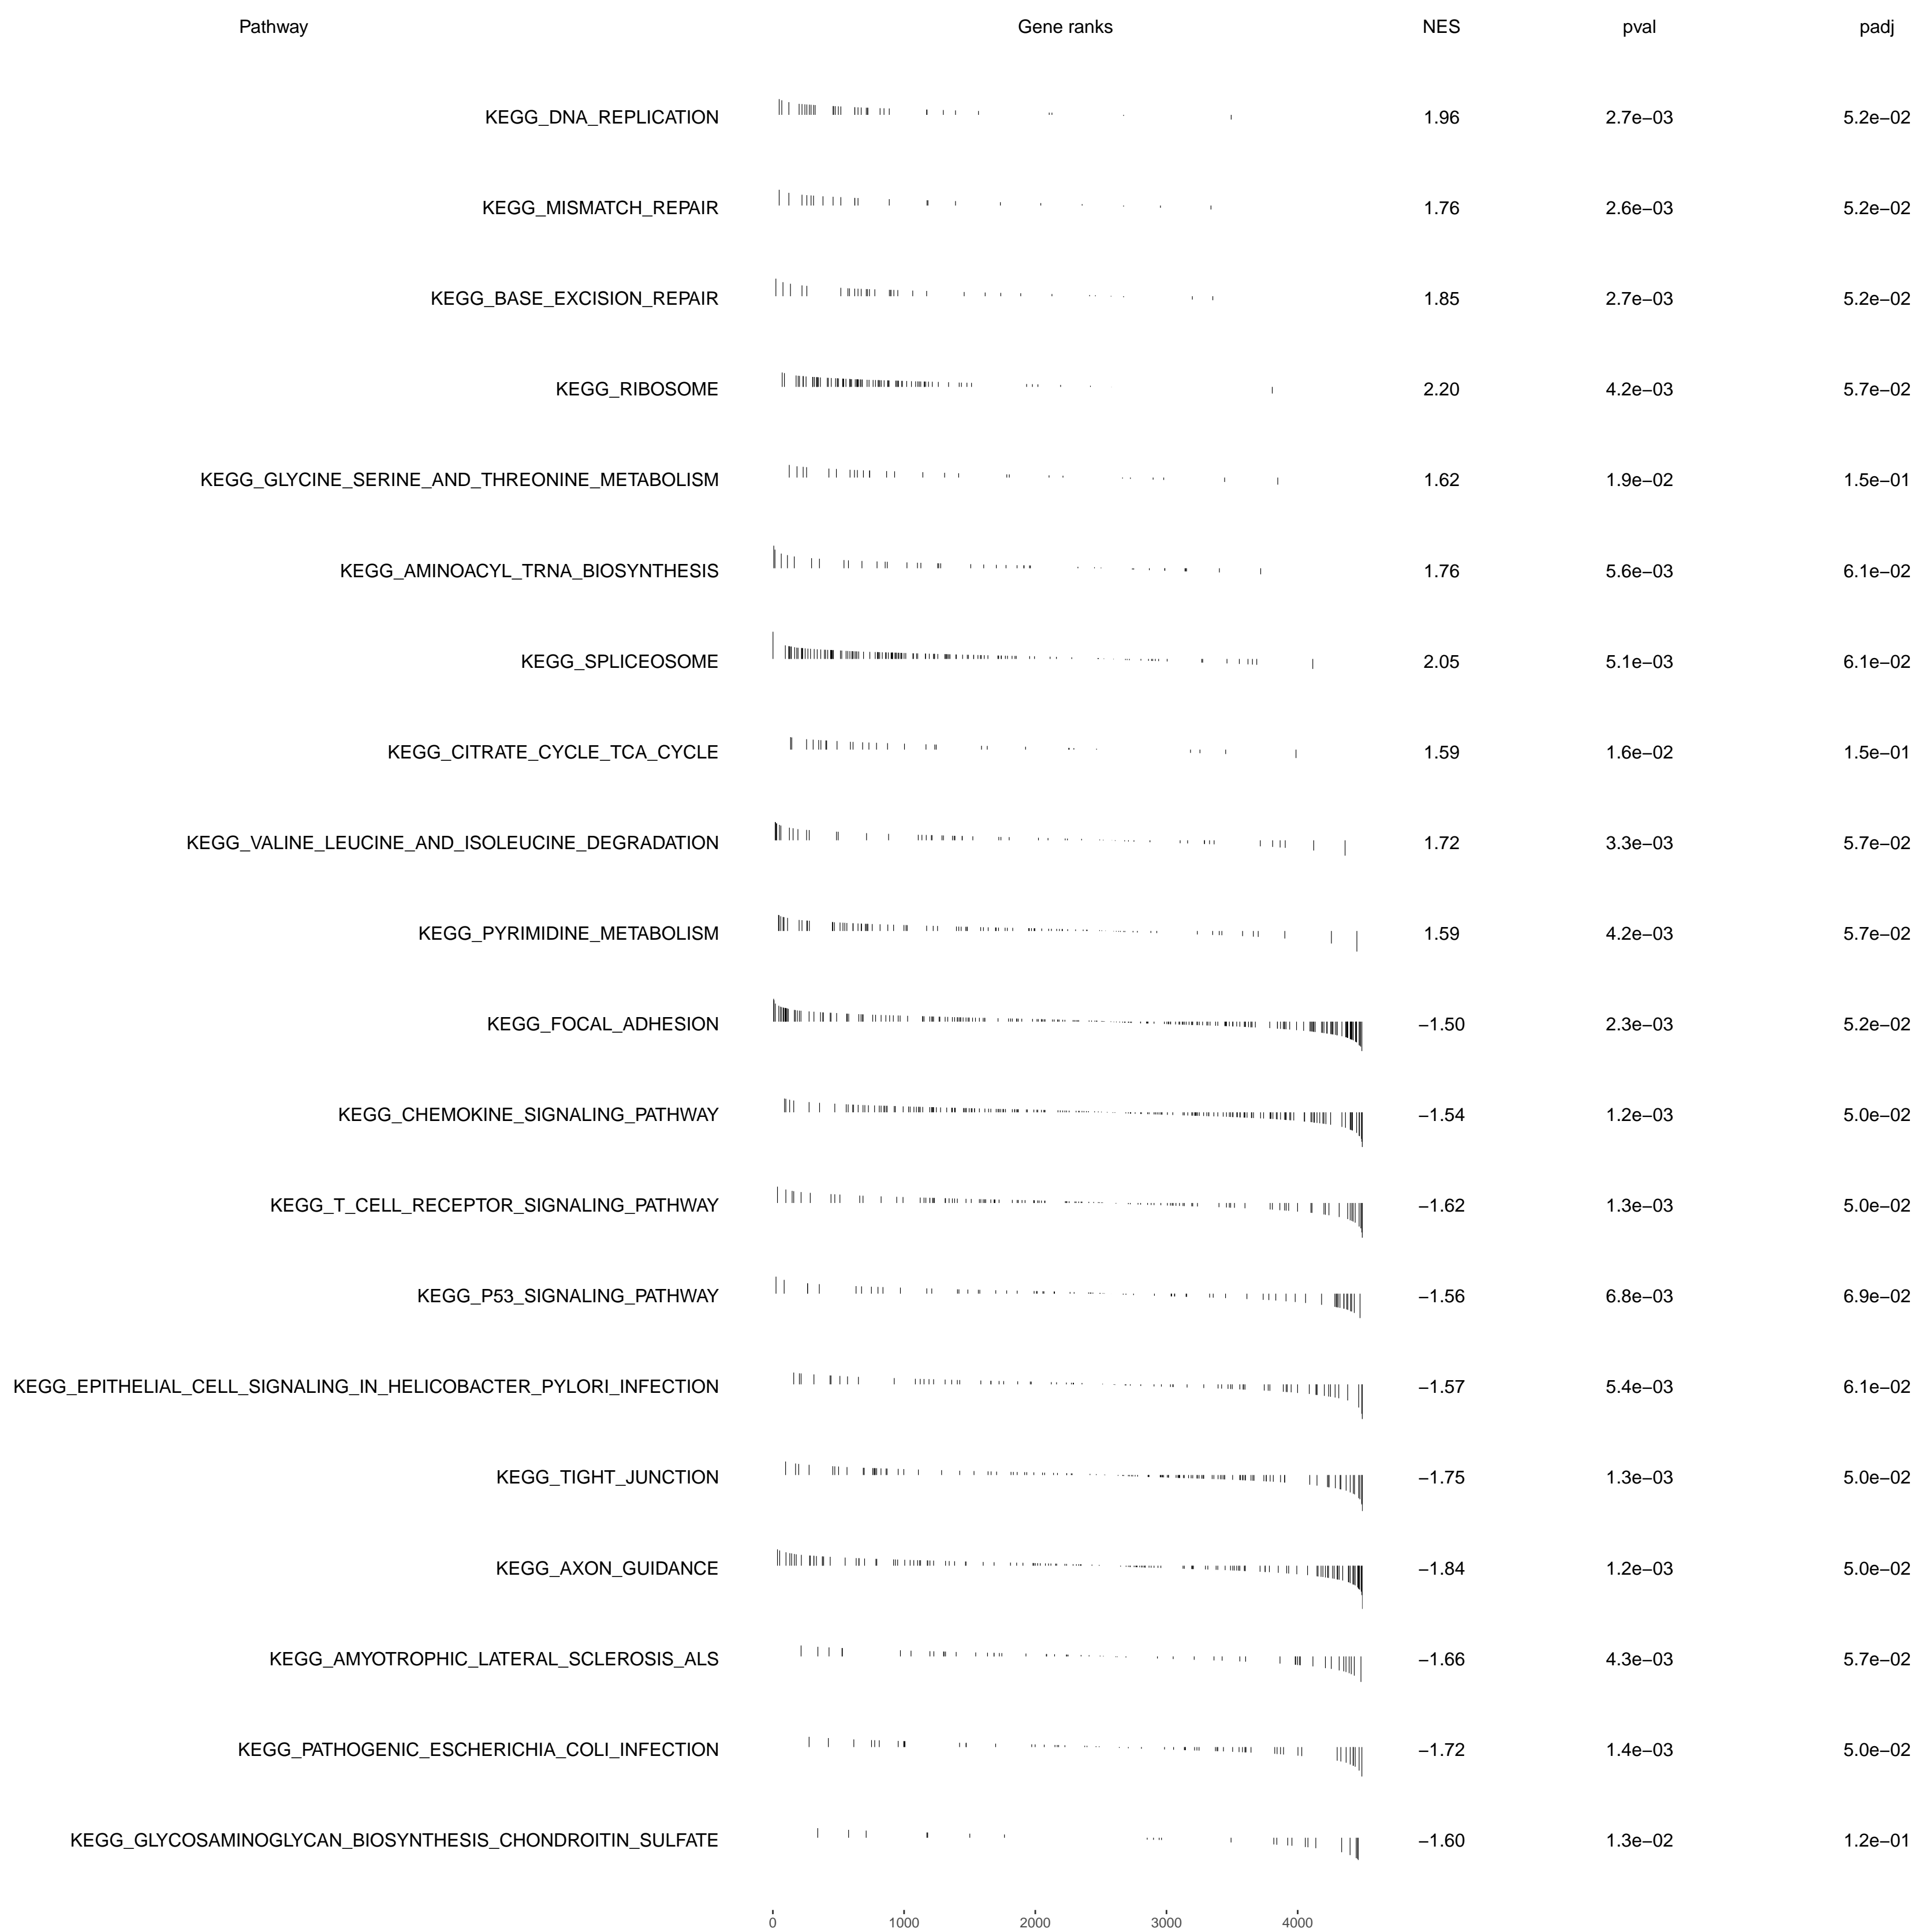 Pathway Gene ranks NES pval padj
KEGG_DNA_REPLICATION 1.96 2.7e−03 5.2e−02
KEGG_MISMATCH_REPAIR 1.76 2.6e−03 5.2e−02
KEGG_BASE_EXCISION_REPAIR 1.85 2.7e−03 5.2e−02
KEGG_RIBOSOME 2.20 4.2e−03 5.7e−02
KEGG_GLYCINE_SERINE_AND_THREONINE_METABOLISM 1.62 1.9e−02 1.5e−01
KEGG_AMINOACYL_TRNA_BIOSYNTHESIS 1.76 5.6e−03 6.1e−02
KEGG_SPLICEOSOME 2.05 5.1e−03 6.1e−02
KEGG_CITRATE_CYCLE_TCA_CYCLE 1.59 1.6e−02 1.5e−01
KEGG_VALINE_LEUCINE_AND_ISOLEUCINE_DEGRADATION 1.72 3.3e−03 5.7e−02
KEGG_PYRIMIDINE_METABOLISM 1.59 4.2e−03 5.7e−02
KEGG_FOCAL_ADHESION −1.50 2.3e−03 5.2e−02
KEGG_CHEMOKINE_SIGNALING_PATHWAY −1.54 1.2e−03 5.0e−02
KEGG_T_CELL_RECEPTOR_SIGNALING_PATHWAY −1.62 1.3e−03 5.0e−02
KEGG_P53_SIGNALING_PATHWAY −1.56 6.8e−03 6.9e−02
KEGG_EPITHELIAL_CELL_SIGNALING_IN_HELICOBACTER_PYLORI_INFECTION −1.57 5.4e−03 6.1e−02
KEGG_TIGHT_JUNCTION −1.75 1.3e−03 5.0e−02
KEGG_AXON_GUIDANCE −1.84 1.2e−03 5.0e−02
KEGG_AMYOTROPHIC_LATERAL_SCLEROSIS_ALS −1.66 4.3e−03 5.7e−02
KEGG_PATHOGENIC_ESCHERICHIA_COLI_INFECTION −1.72 1.4e−03 5.0e−02
KEGG_GLYCOSAMINOGLYCAN_BIOSYNTHESIS_CHONDROITIN_SULFATE −1.60 1.3e−02 1.2e−01
0 1000 2000 3000 4000